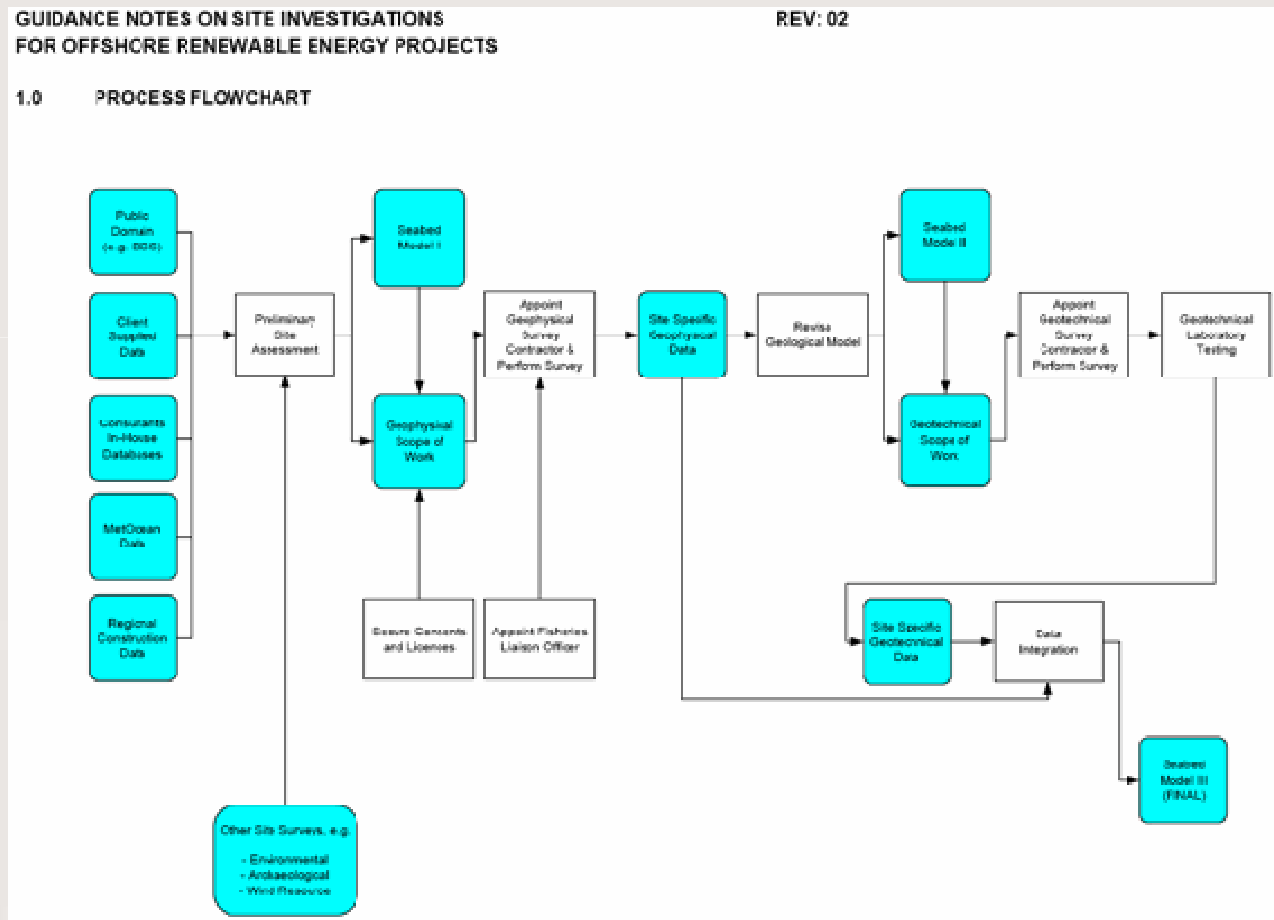 GUIDANCE NOTES ON SITE INVESTIGATIONS
REV: 02
FOR OFFSHORE RENEWABLE ENERGY PROJECTS
1.0 PROCESS FLOWCHART
Public
Domain
(e.g. BGS)
Client
Supplied
Data
Consultants
In-House
Databases
MetOcean
Data
Regional
Construction
Data
Preliminary
Site
Assessment
Other Site Surveys, e.g.
- Environmental
- Archaeological
- Wind Resource
Seabed
Model I
Geophysical
Scope of
Work
Secure Consents
and Licences
Appoint
Geophysical
Survey
Contractor &
Perform Survey
Appoint Fisheries
Liaison Officer
Site Specific
Geophysical
Data
Revise
Geological Model
Seabed
Model II
Geotechnical
Scope of
Work
Appoint
Geotechnical
Survey
Contractor &
Perform Survey
Geotechnical
Laboratory
Testing
Site Specific
Geotechnical
Data
Data
Integration
Seabed
Model III
(FINAL)